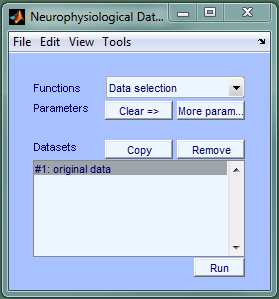 Neurophysiological Dat...
File Edit View Tools
Functions Data selection
Parameters Clear => More param...
Datasets Copy Remove
#1: original data
Run